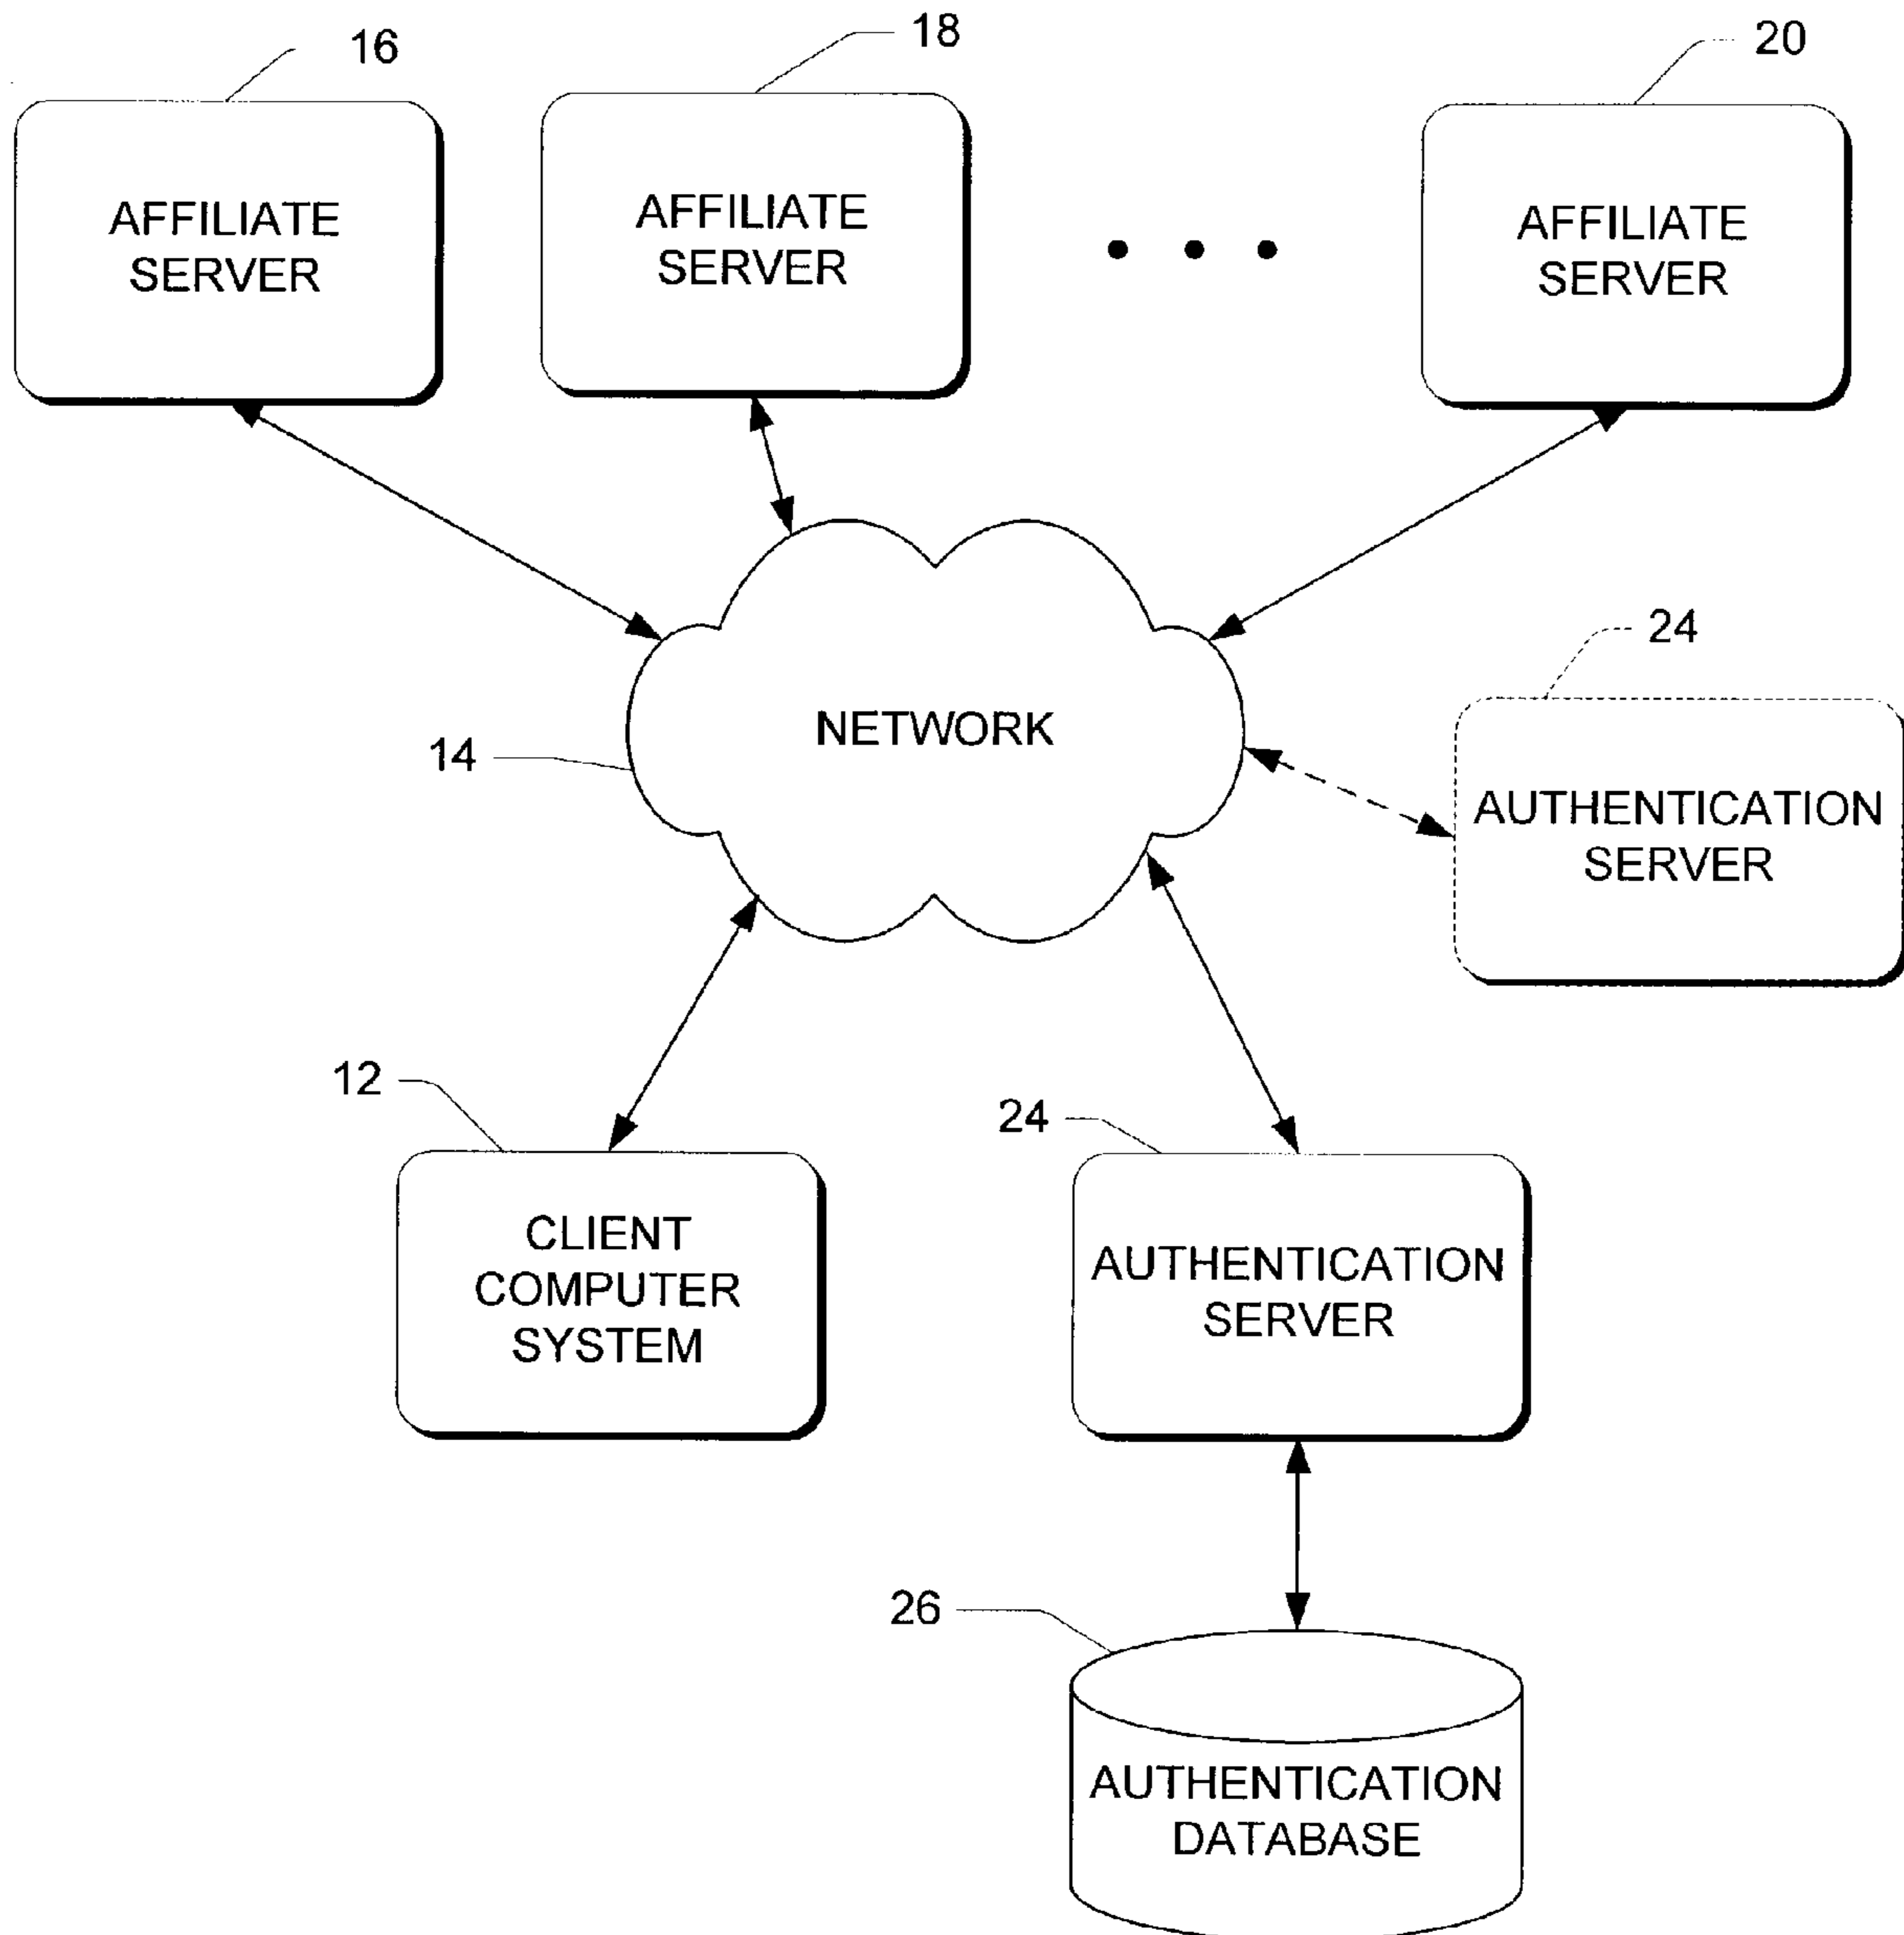 16
18
20
AFFILIATE
SERVER
AFFILIATE
SERVER
AFFILIATE
SERVER
24
14
NETWORK
AUTHENTICATION
SERVER
12
24
CLIENT
COMPUTER
SYSTEM
AUTHENTICATION
SERVER
26
AUTHENTICATION
DATABASE